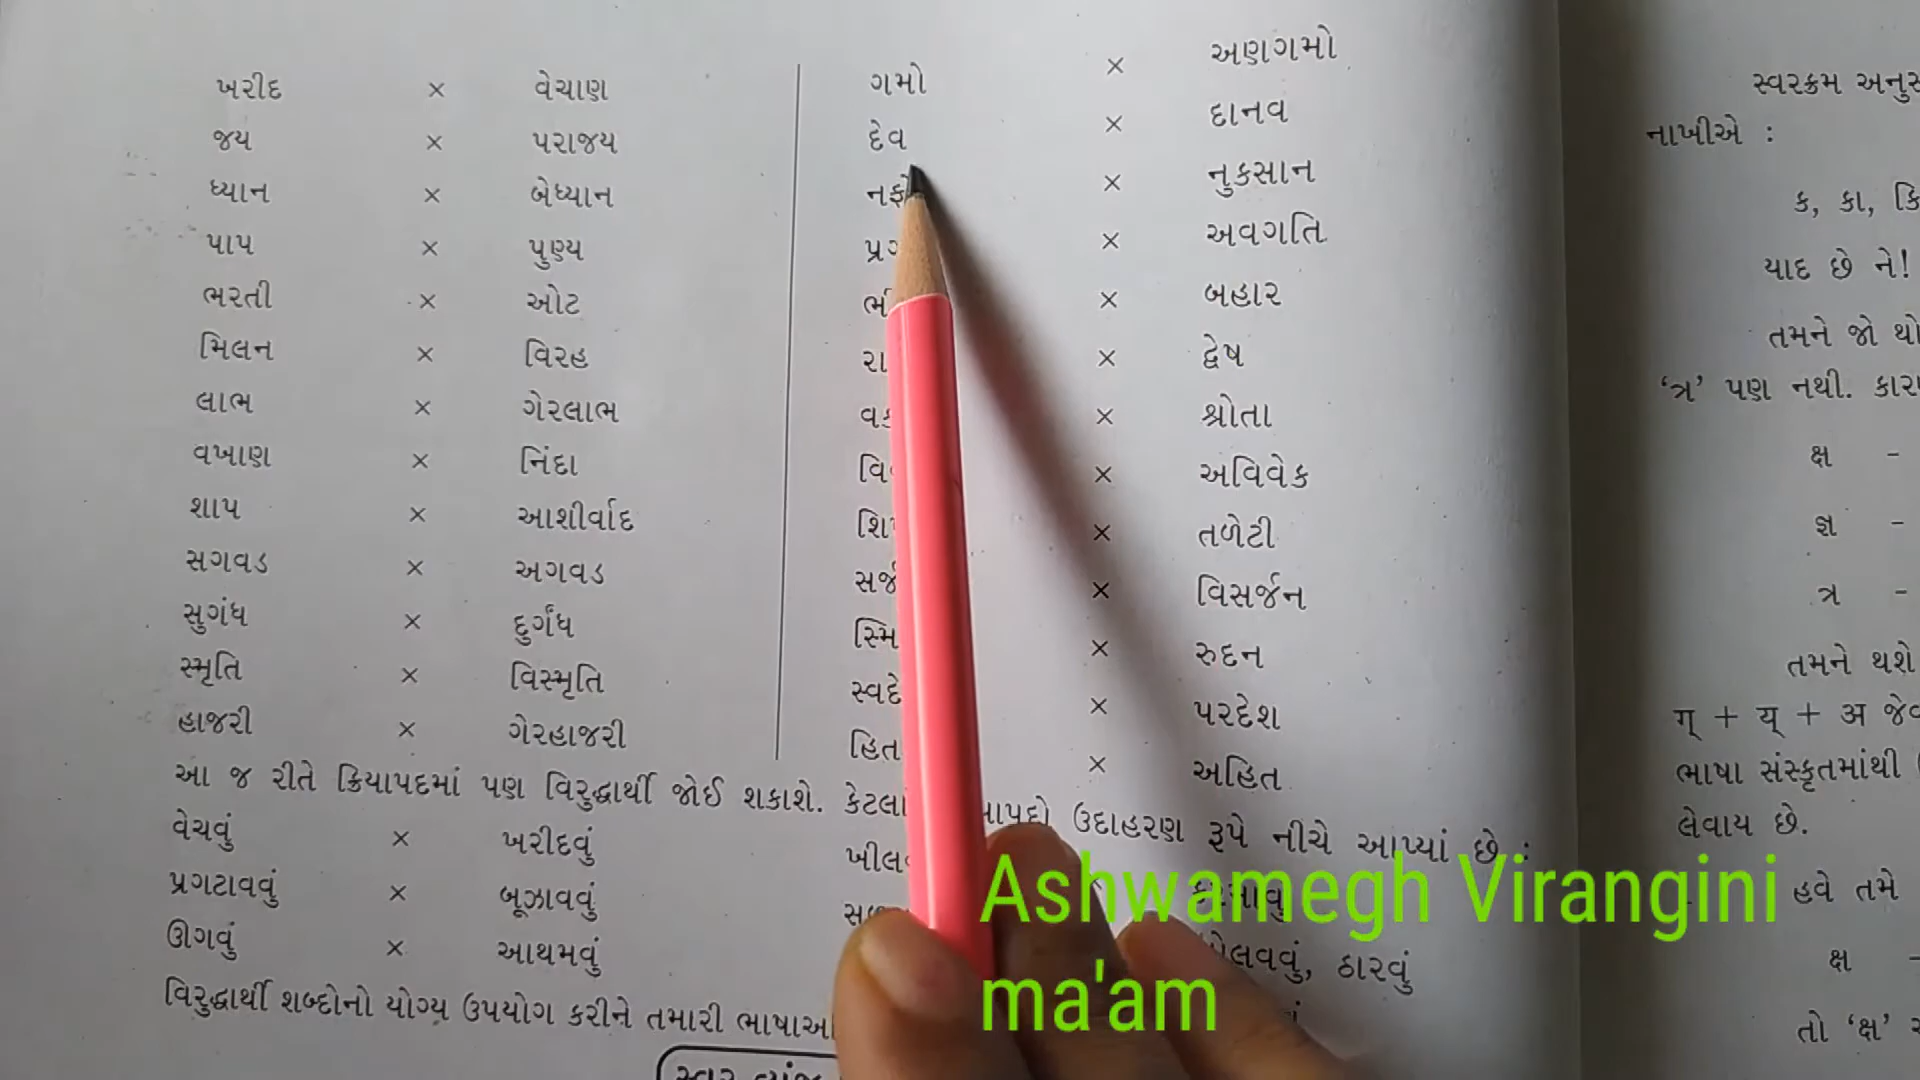 ખરીદ × વેચાણ
જય × પરાજય
ધ્યાન × બેધ્યાન
પાપ × પુણ્ય
ભરતી × ઓટ
મિલન × વિરહ
લાભ × ગેરલાભ
વખાણ × નિંદા
શાપ × આશીર્વાદ
સગવડ × અગવડ
સુગંધ × દુર્ગંધ
સ્મૃતિ × વિસ્મૃતિ
હાજરી × ગેરહાજરી
ગમો × અણગમો
દેવ × દાનવ
× નુકસાન
× અવગતિ
× બહાર
× દ્વેષ
× શ્રોતા
× અવિવેક
× તળેટી
× વિસર્જન
× રુદન
× પરદેશ
હિત × અહિત
આ જ રીતે ક્રિયાપદમાં પણ વિરુદ્ધાર્થી જોઈ શકાશે. ઉદાહરણ રૂપે નીચે આપ્યાં છે :
વેચવું × ખરીદવું
પ્રગટાવવું × બૂઝાવવું
ઊગવું × આથમવું
ઠારવું
વિરુદ્ધાર્થી શબ્દોનો યોગ્ય ઉપયોગ કરીને તમારી
સ્વરક્રમ
નાખીએ :
ક, કા,
યાદ છે ને!
તમને જો
‘ત્ર’ પણ નથી.
ક્ષ -
જ્ઞ -
ત્ર -
તમને થશે
ગ્ + ય્ + અ
ભાષા સંસ્કૃતમાંથી
લેવાય છે.
હવે તમે
ક્ષ -
તો ‘ક્ષ’
Ashwamegh Virangini
ma'am